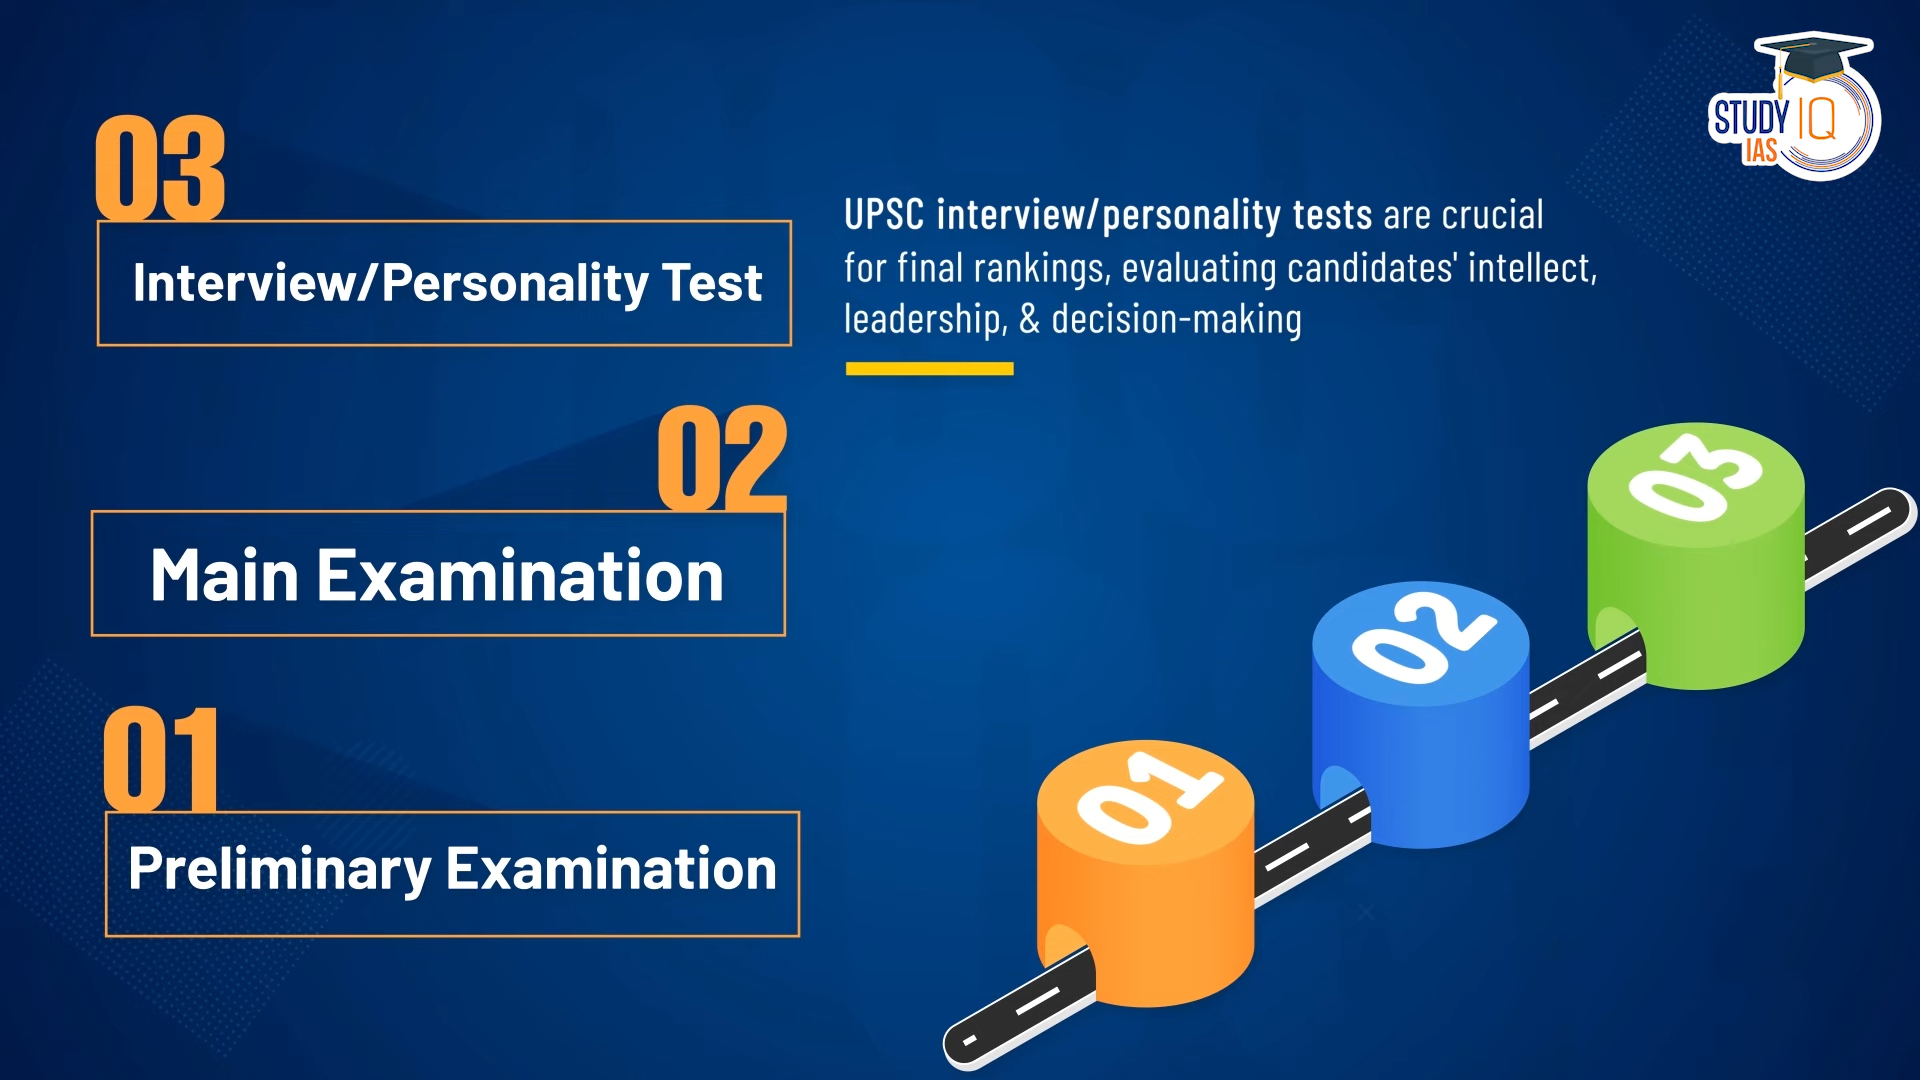 03
Interview/Personality Test
UPSC interview/personality tests are crucial
for final rankings, evaluating candidates' intellect,
leadership, & decision-making
02
Main Examination
01
Preliminary Examination
STUDY IQ
IAS
03
02
01